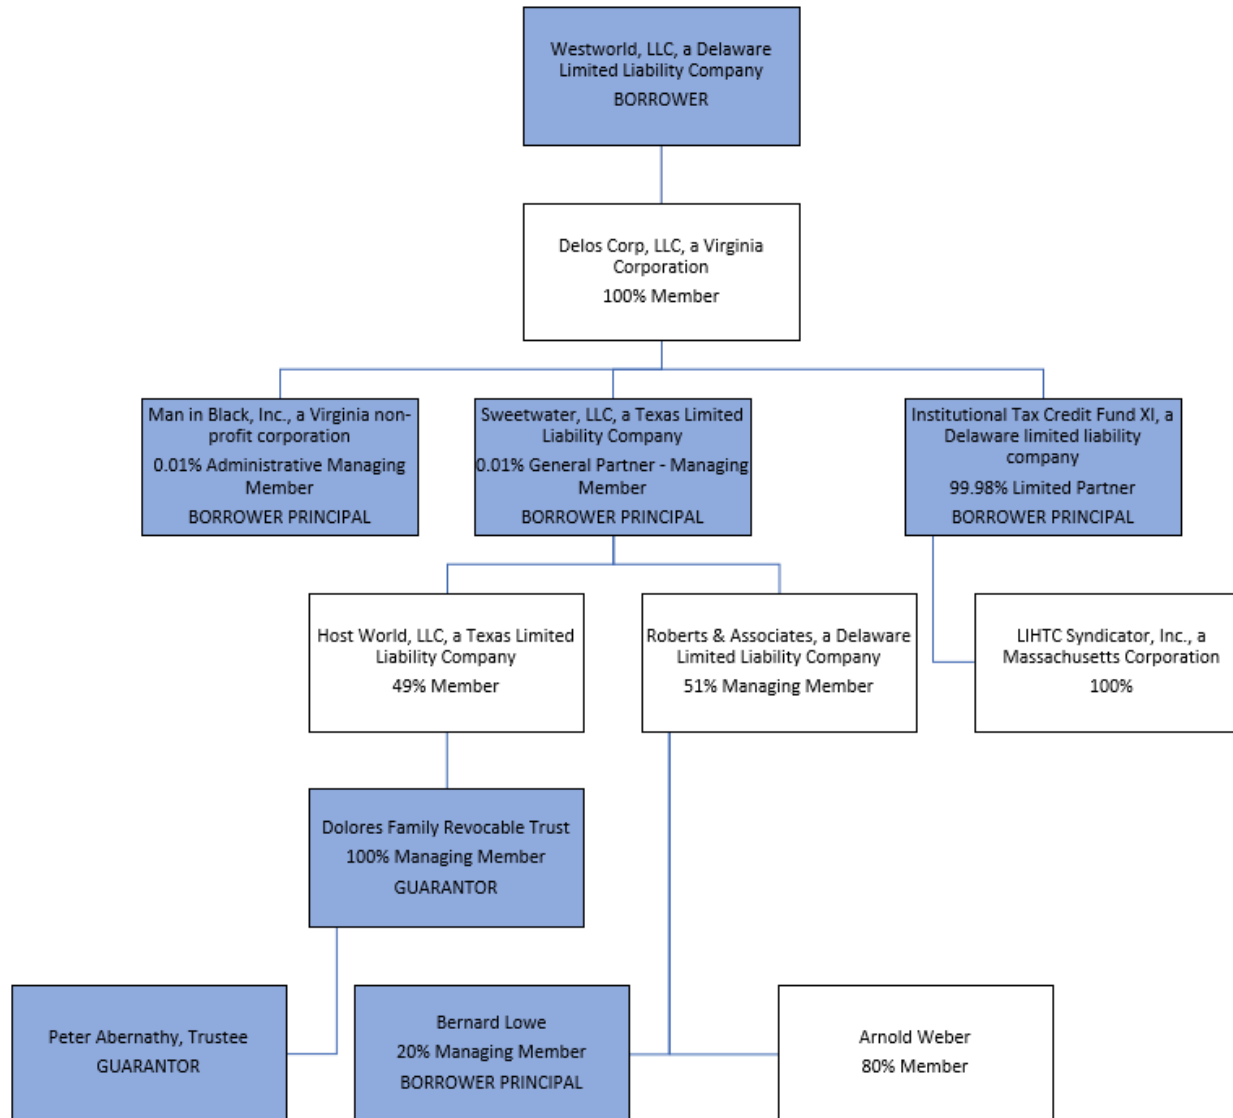 Westworld, LLC, a Delaware
Limited Liability Company
BORROWER
Delos Corp, LLC, a Virginia
Corporation
100% Member
Man in Black, Inc., a Virginia non-
profit corporation
0.01% Administrative Managing
Member
BORROWER PRINCIPAL
Sweetwater, LLC, a Texas Limited
Liability Company
0.01% General Partner - Managing
Member
BORROWER PRINCIPAL
Institutional Tax Credit Fund XI, a
Delaware limited liability
company
99.98% Limited Partner
BORROWER PRINCIPAL
Host World, LLC, a Texas Limited
Liability Company
49% Member
Roberts & Associates, a Delaware
Limited Liability Company
51% Managing Member
LIHTC Syndicator, Inc., a
Massachusetts Corporation
100%
Dolores Family Revocable Trust
100% Managing Member
GUARANTOR
Peter Abernathy, Trustee
GUARANTOR
Bernard Lowe
20% Managing Member
BORROWER PRINCIPAL
Arnold Weber
80% Member